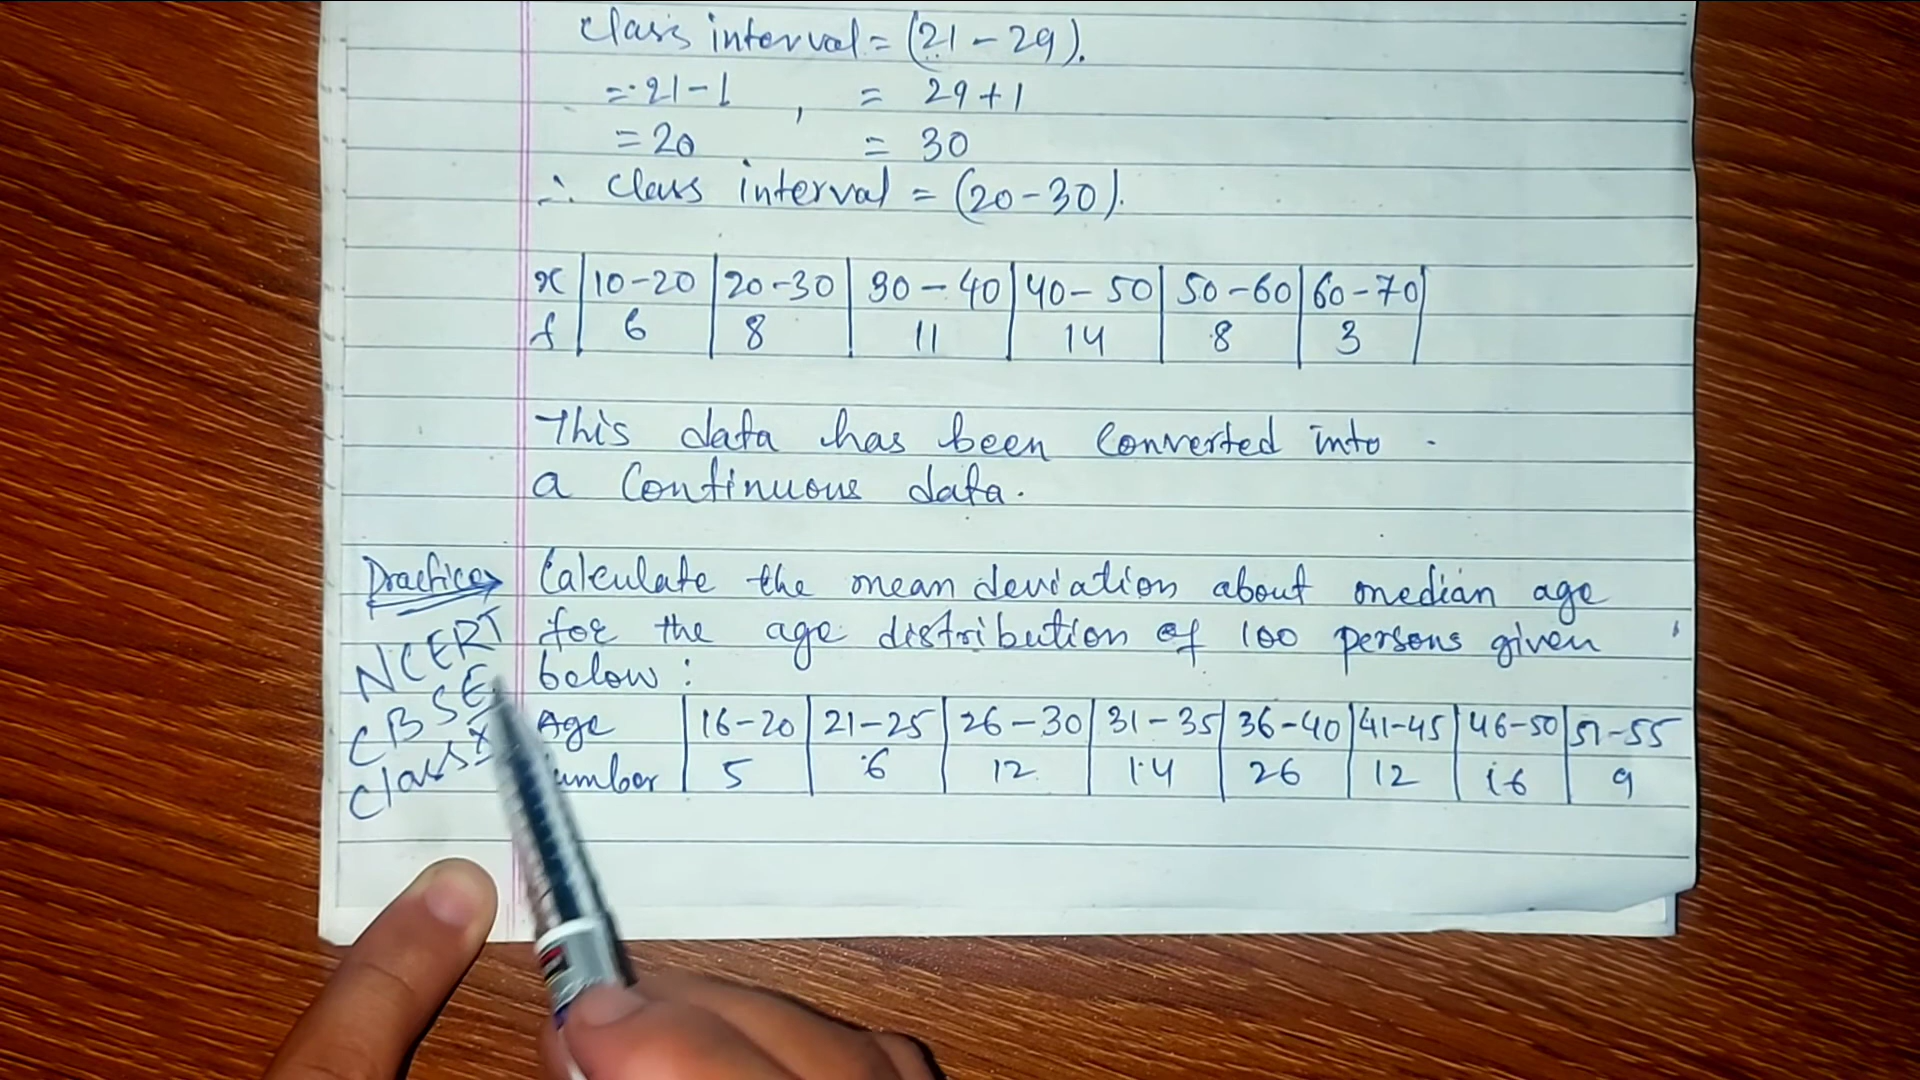 class interval = (21 - 29).
= 21 - 1 , = 29 + 1
= 20 = 30
∴ class interval = (20 - 30).
x | 10-20 | 20-30 | 30-40 | 40-50 | 50-60 | 60-70
f | 6 | 8 | 11 | 14 | 8 | 3
This data has been converted into
a continuous data.
Practice→ Calculate the mean deviation about median age
for the age distribution of 100 persons given
below :
NCERT
CBSE
Class
Age | 16-20 | 21-25 | 26-30 | 31-35 | 36-40 | 41-45 | 46-50 | 51-55
umber | 5 | 6 | 12 | 14 | 26 | 12 | 16 | 9